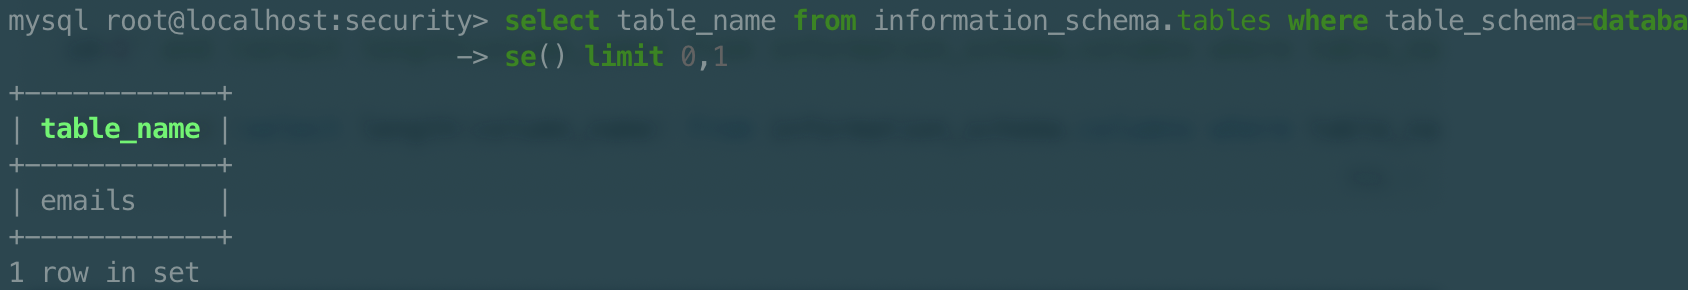 mysql root@localhost:security> select table_name from information_schema.tables where table_schema=databa
-> se() limit 0,1
+------------+
| table_name |
+------------+
| emails     |
+------------+
1 row in set